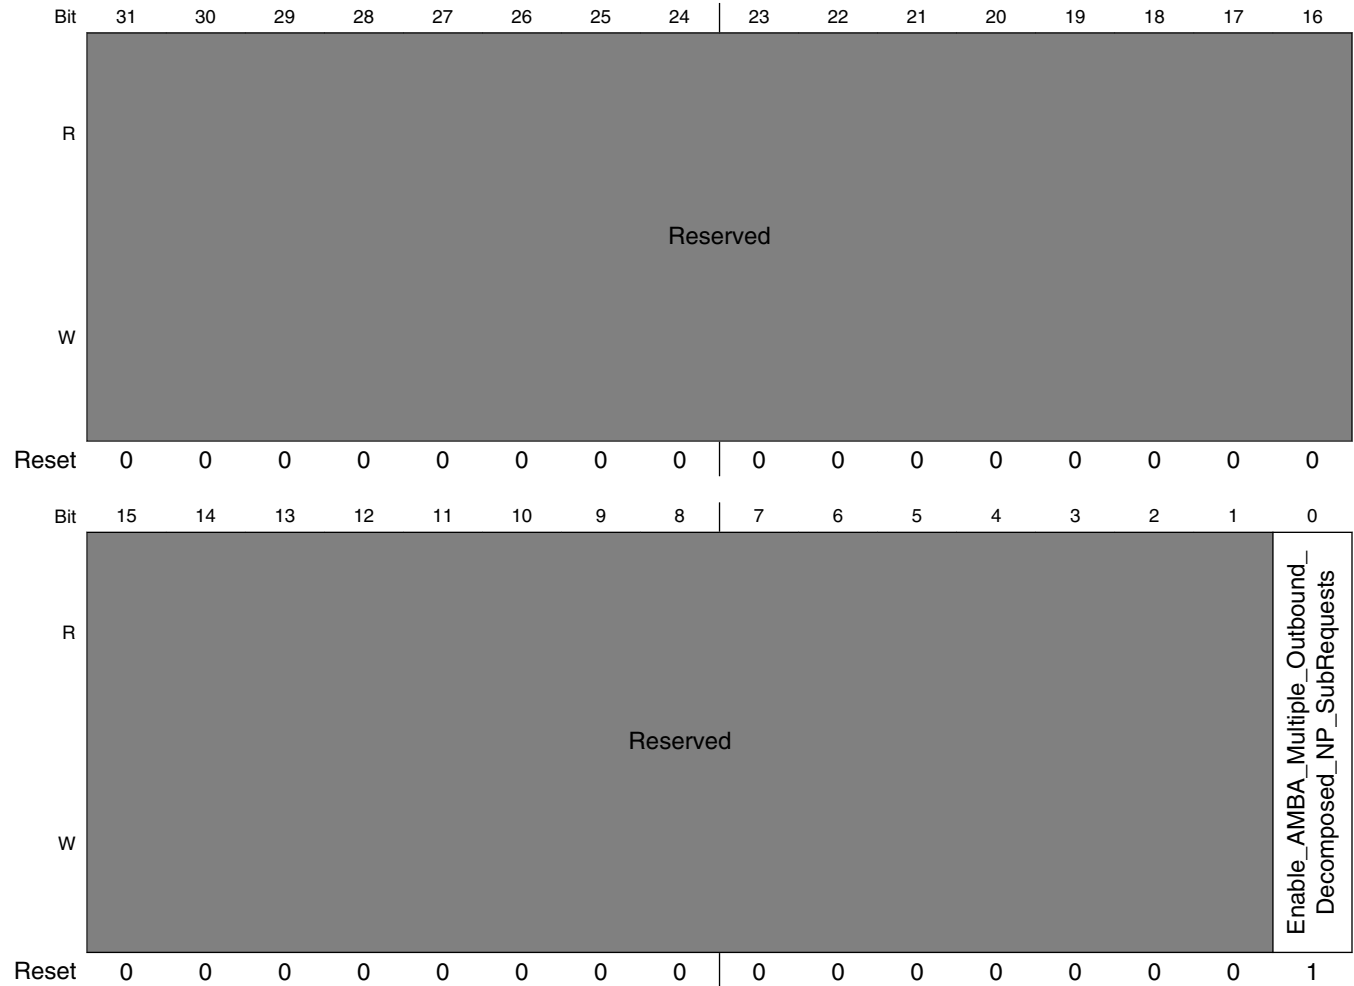 Bit 31 30 29 28 27 26 25 24 23 22 21 20 19 18 17 16
R
Reserved
W
Reset 0 0 0 0 0 0 0 0 0 0 0 0 0 0 0 0
Bit 15 14 13 12 11 10 9 8 7 6 5 4 3 2 1 0
R
Enable_AMBA_Multiple_Outbound_
Decomposed_NP_SubRequests
Reserved
W
Reset 0 0 0 0 0 0 0 0 0 0 0 0 0 0 0 1